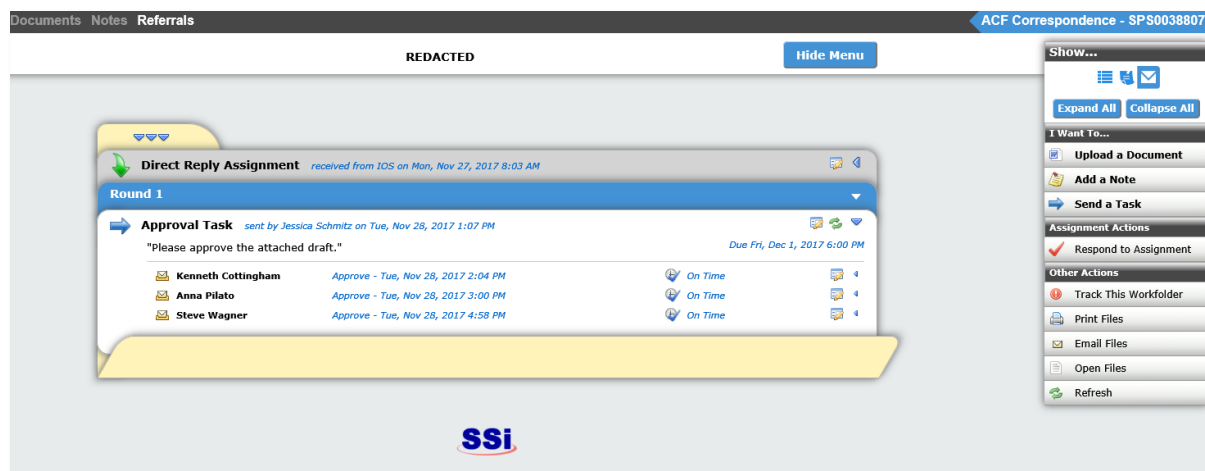 Documents Notes Referrals
ACF Correspondence - SPS0038807
REDACTED
Hide Menu
Direct Reply Assignment received from IOS on Mon, Nov 27, 2017 8:03 AM
Round 1
Approval Task sent by Jessica Schmitz on Tue, Nov 28, 2017 1:07 PM
"Please approve the attached draft."
Due Fri, Dec 1, 2017 6:00 PM
Kenneth Cottingham Approve - Tue, Nov 28, 2017 2:04 PM On Time
Anna Pilato Approve - Tue, Nov 28, 2017 3:00 PM On Time
Steve Wagner Approve - Tue, Nov 28, 2017 4:58 PM On Time
SSi
Show...
Expand All Collapse All
I Want To...
Upload a Document
Add a Note
Send a Task
Assignment Actions
Respond to Assignment
Other Actions
Track This Workfolder
Print Files
Email Files
Open Files
Refresh